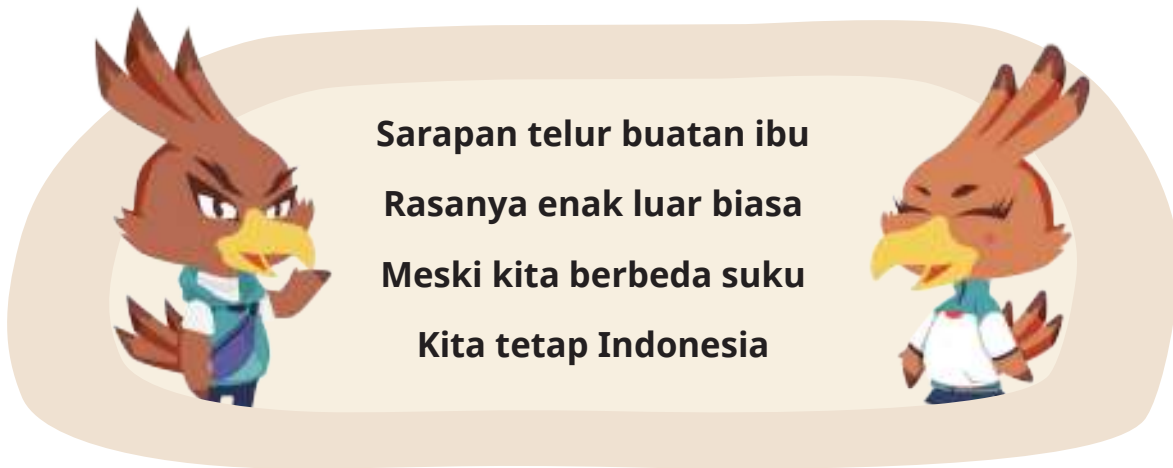 Sarapan telur buatan ibu
Rasanya enak luar biasa
Meski kita berbeda suku
Kita tetap Indonesia